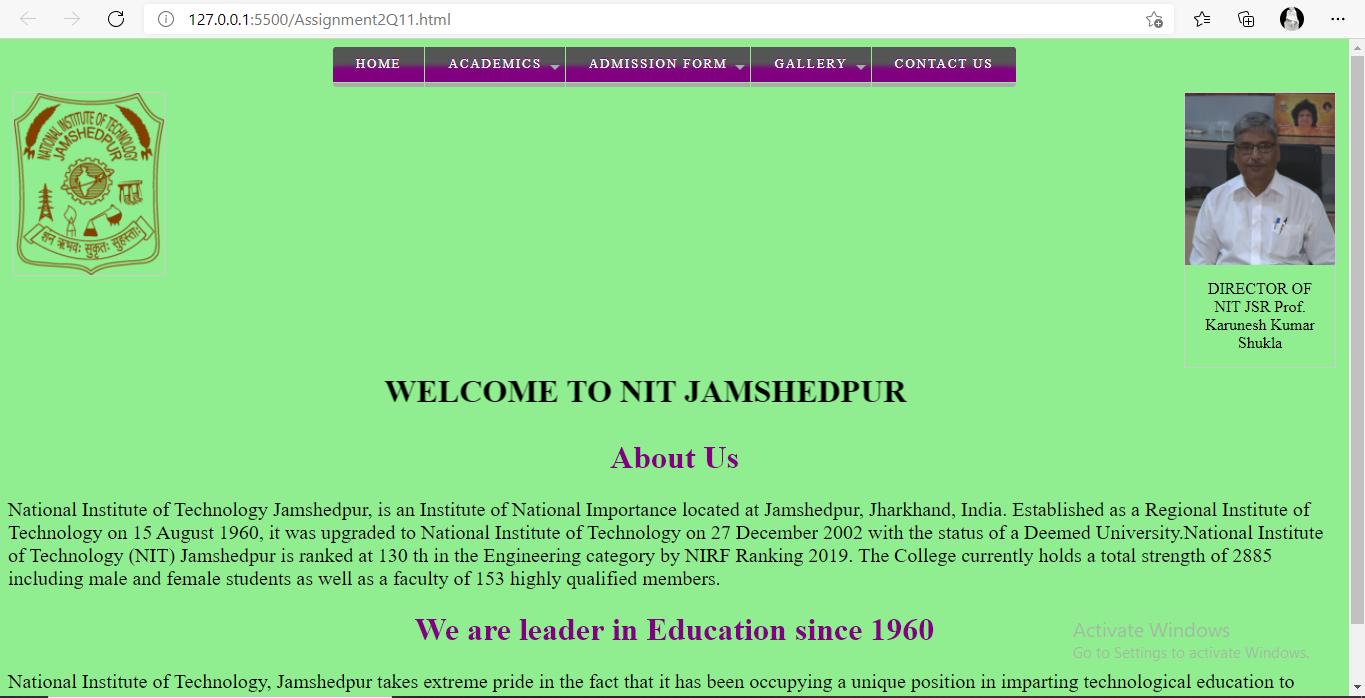 127.0.0.1:5500/Assignment2Q11.html
HOME ACADEMICS ADMISSION FORM GALLERY CONTACT US
NATIONAL INSTITUTE OF TECHNOLOGY
JAMSHEDPUR
DIRECTOR OF
NIT JSR Prof.
Karunesh Kumar
Shukla
WELCOME TO NIT JAMSHEDPUR
About Us
National Institute of Technology Jamshedpur, is an Institute of National Importance located at Jamshedpur, Jharkhand, India. Established as a Regional Institute of
Technology on 15 August 1960, it was upgraded to National Institute of Technology on 27 December 2002 with the status of a Deemed University.National Institute
of Technology (NIT) Jamshedpur is ranked at 130 th in the Engineering category by NIRF Ranking 2019. The College currently holds a total strength of 2885
including male and female students as well as a faculty of 153 highly qualified members.
We are leader in Education since 1960
Activate Windows
Go to Settings to activate Windows.
National Institute of Technology, Jamshedpur takes extreme pride in the fact that it has been occupying a unique position in imparting technological education to